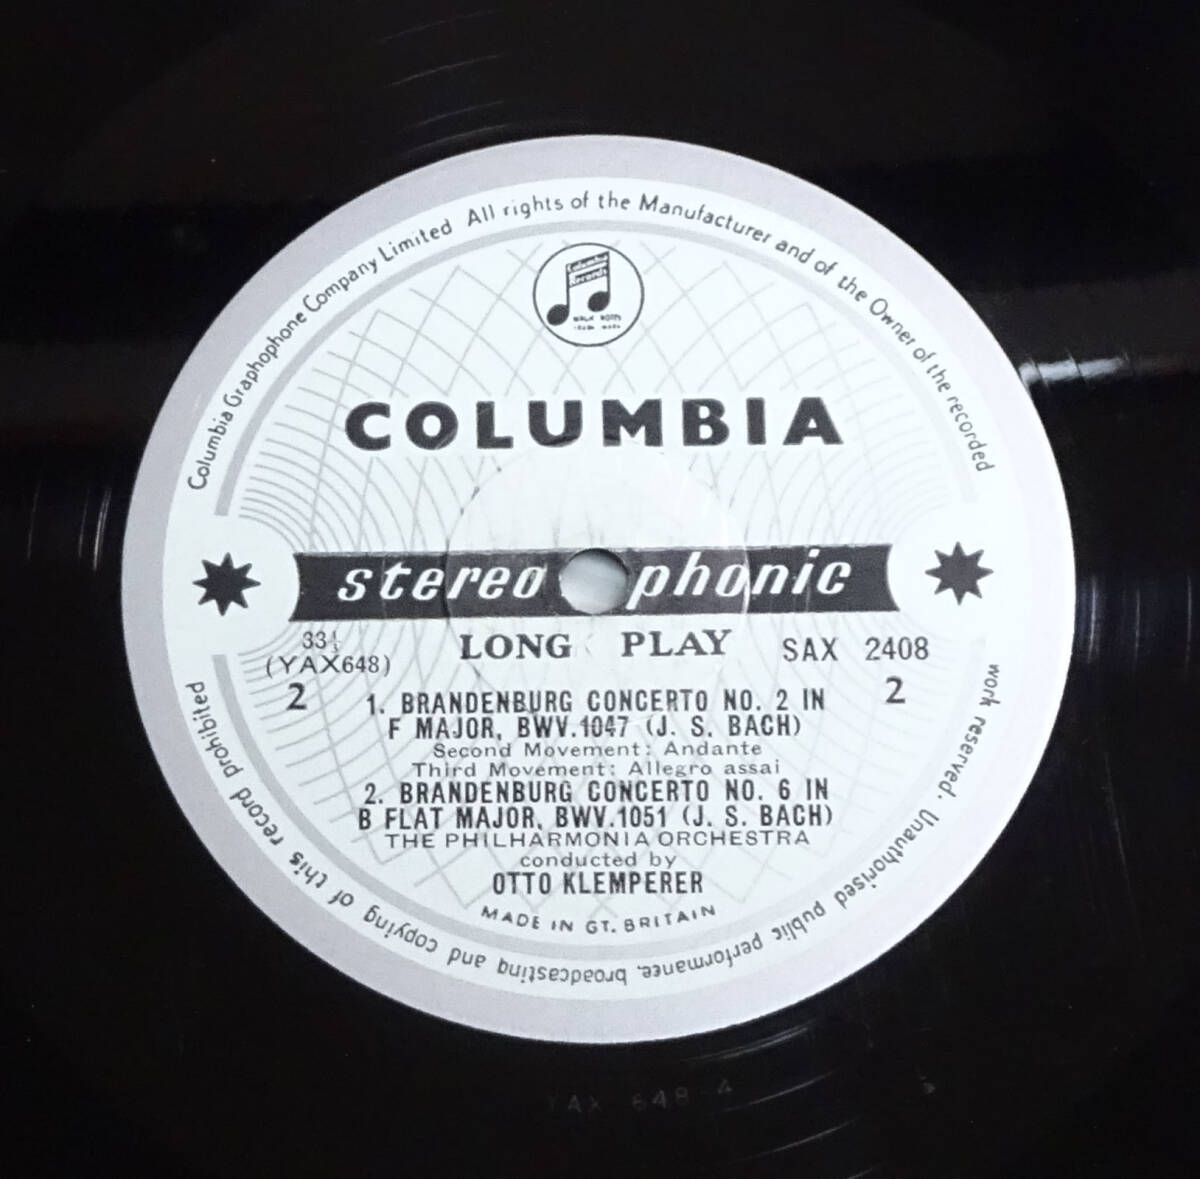 Columbia Graphophone Company Limited All rights of the Manufacturer and of the Owner of the recorded
work reserved. Unauthorised public performance, broadcasting and copying of this record prohibited
Columbia
Records
COLUMBIA
stereophonic
33⅓
(YAX648)
2
LONG PLAY
SAX 2408
2
1. BRANDENBURG CONCERTO NO. 2 IN
F MAJOR, BWV.1047 (J. S. BACH)
Second Movement: Andante
Third Movement: Allegro assai
2. BRANDENBURG CONCERTO NO. 6 IN
B FLAT MAJOR, BWV.1051 (J. S. BACH)
THE PHILHARMONIA ORCHESTRA
conducted by
OTTO KLEMPERER
MADE IN GT. BRITAIN
YAX 648-4